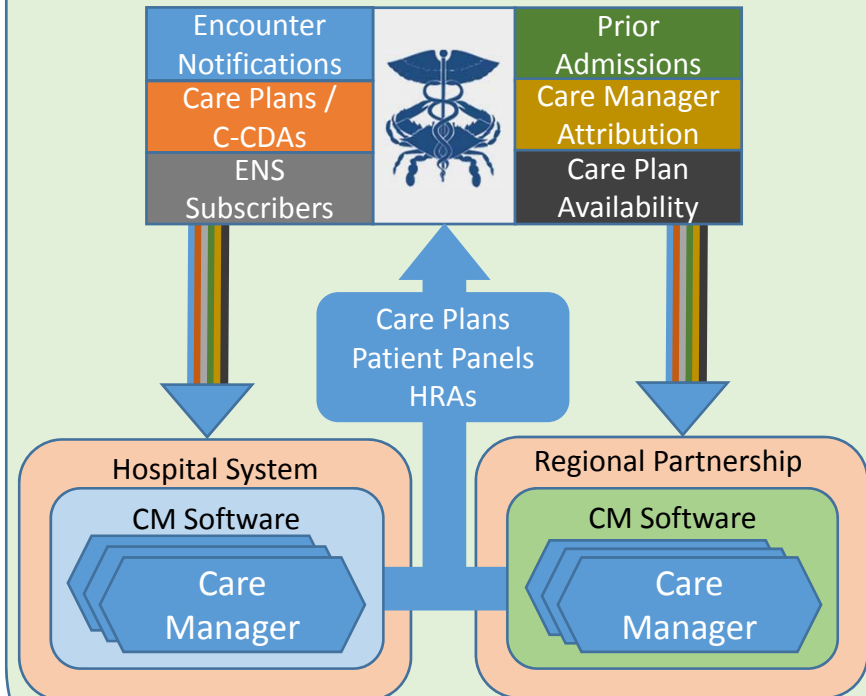 Encounter
Notifications
Care Plans /
C-CDAs
ENS
Subscribers
Prior
Admissions
Care Manager
Attribution
Care Plan
Availability
Care Plans
Patient Panels
HRAs
Hospital System
CM Software
Care
Manager
Regional Partnership
CM Software
Care
Manager